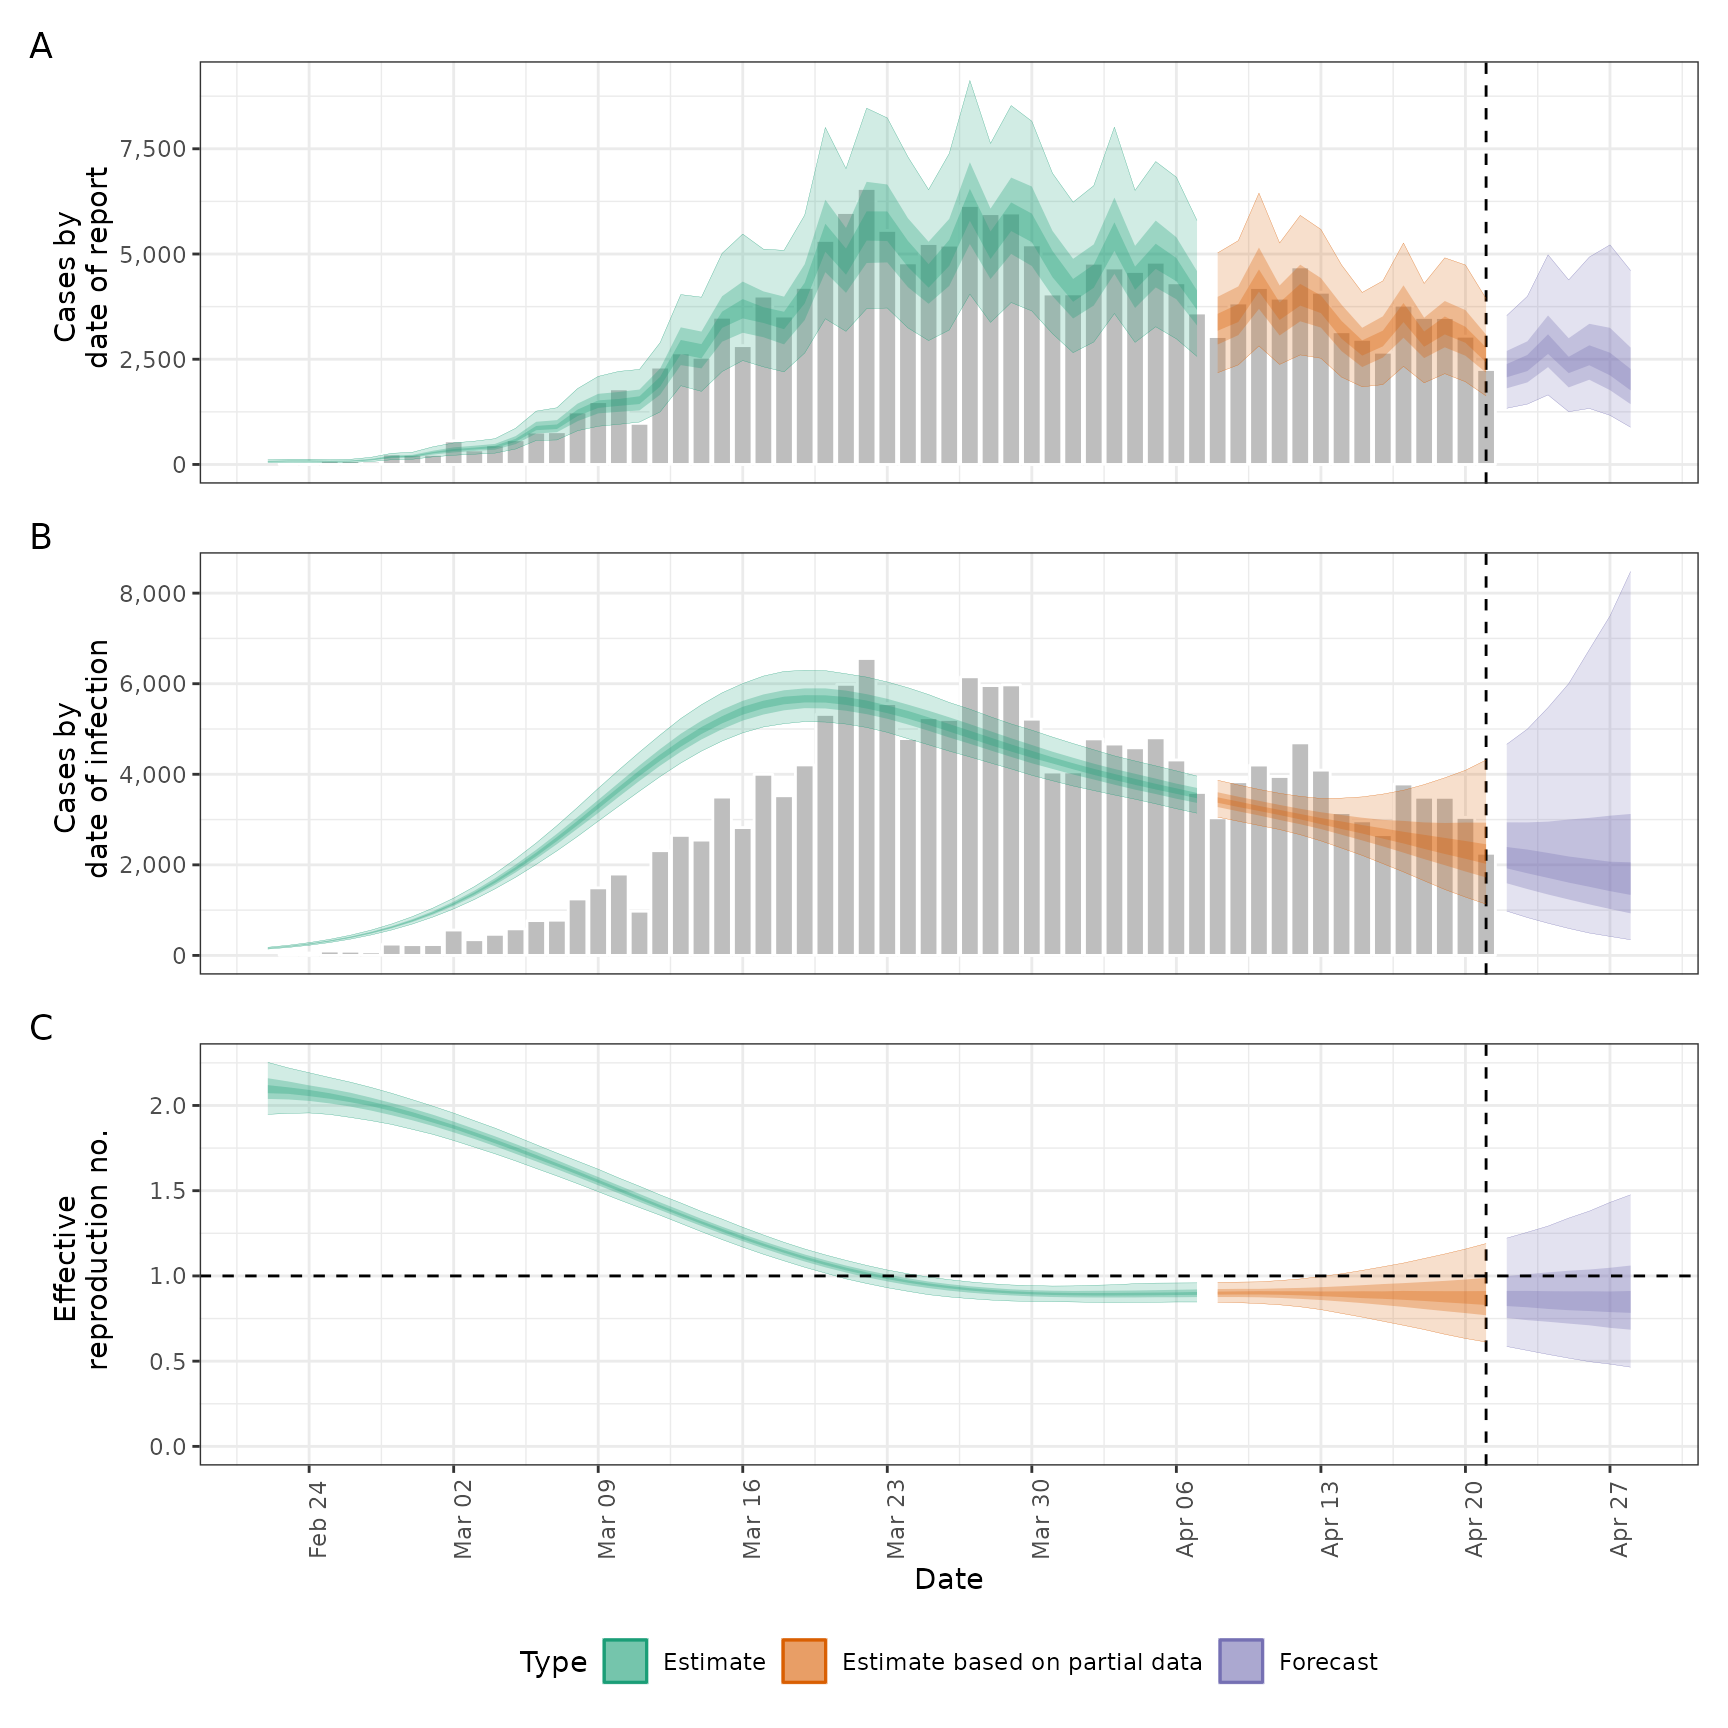 A
Cases by
date of report
7,500
5,000
2,500
0
B
Cases by
date of infection
8,000
6,000
4,000
2,000
0
C
Effective
reproduction no.
2.0
1.5
1.0
0.5
0.0
Feb 24
Mar 02
Mar 09
Mar 16
Mar 23
Mar 30
Apr 06
Apr 13
Apr 20
Apr 27
Date
Type Estimate Estimate based on partial data Forecast